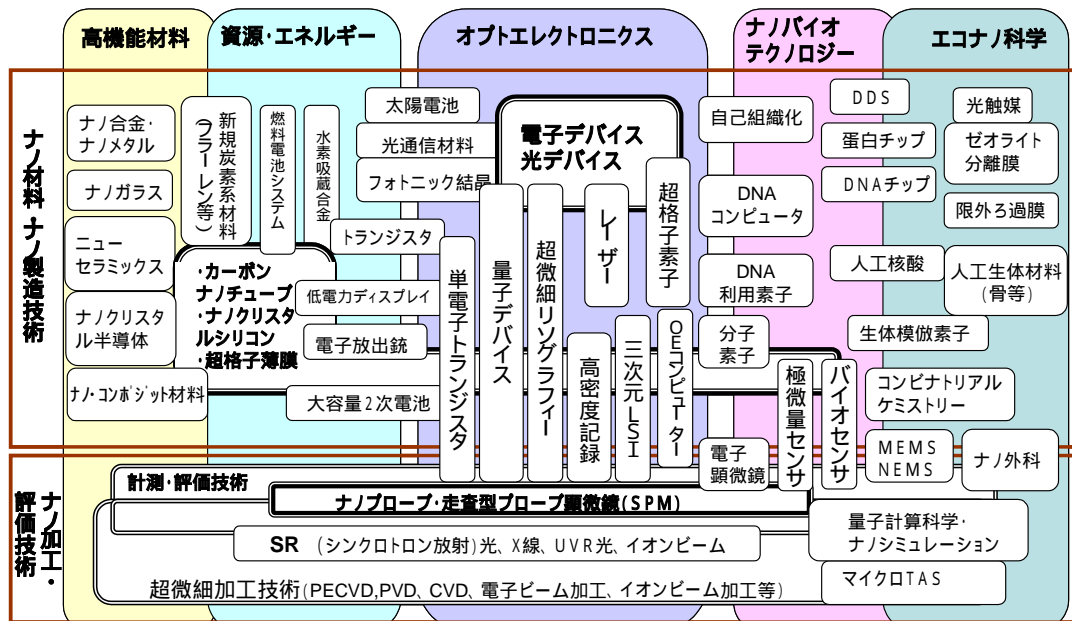 高機能材料
資源・エネルギー
オプトエレクトロニクス
ナノバイオ
テクノロジー
エコナノ科学
ナノ材料・ナノ製造技術
ナノ合金・
ナノメタル
ナノガラス
ニュー
セラミックス
ナノクリスタ
ル半導体
ナノ・コンポジット材料
新規炭素系材料
(フラーレン等)
燃料電池システム
水素吸蔵合金
・カーボン
ナノチューブ
・ナノクリスタ
ルシリコン
・超格子薄膜
太陽電池
光通信材料
フォトニック結晶
トランジスタ
低電力ディスプレイ
電子放出銃
大容量2次電池
電子デバイス
光デバイス
単電子トランジスタ
量子デバイス
超微細リソグラフィー
レーザー
超格子素子
高密度記録
三次元LSI
OEコンピューター
自己組織化
DNA
コンピュータ
DNA
利用素子
分子
素子
電子
顕微鏡
極微量センサ
バイオセンサ
DDS
蛋白チップ
DNAチップ
人工核酸
生体模倣素子
コンビナトリアル
ケミストリー
MEMS
NEMS
光触媒
ゼオライト
分離膜
限外ろ過膜
人工生体材料
(骨等)
ナノ外科
ナノ加工・
評価技術
計測・評価技術
ナノプローブ・走査型プローブ顕微鏡(SPM)
SR (シンクロトロン放射)光、X線、UVR光、イオンビーム
超微細加工技術(PECVD,PVD、CVD、電子ビーム加工、イオンビーム加工等)
量子計算科学・
ナノシミュレーション
マイクロTAS